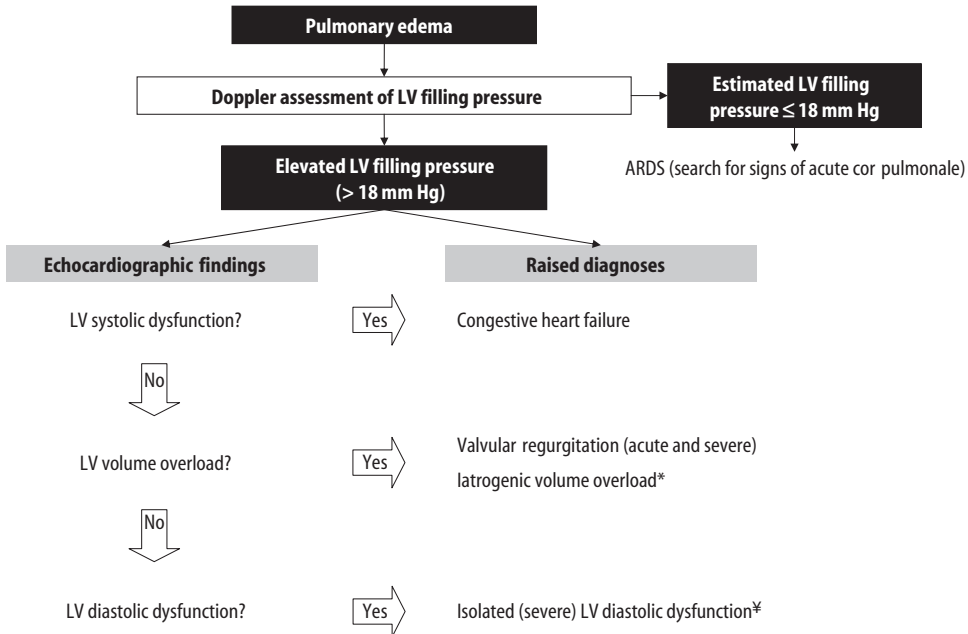 Pulmonary edema
Doppler assessment of LV filling pressure
Estimated LV filling
pressure ≤ 18 mm Hg
ARDS (search for signs of acute cor pulmonale)
Elevated LV filling pressure
(> 18 mm Hg)
Echocardiographic findings
Raised diagnoses
LV systolic dysfunction?
Yes
Congestive heart failure
No
LV volume overload?
Yes
Valvular regurgitation (acute and severe)
Iatrogenic volume overload*
No
LV diastolic dysfunction?
Yes
Isolated (severe) LV diastolic dysfunction¥